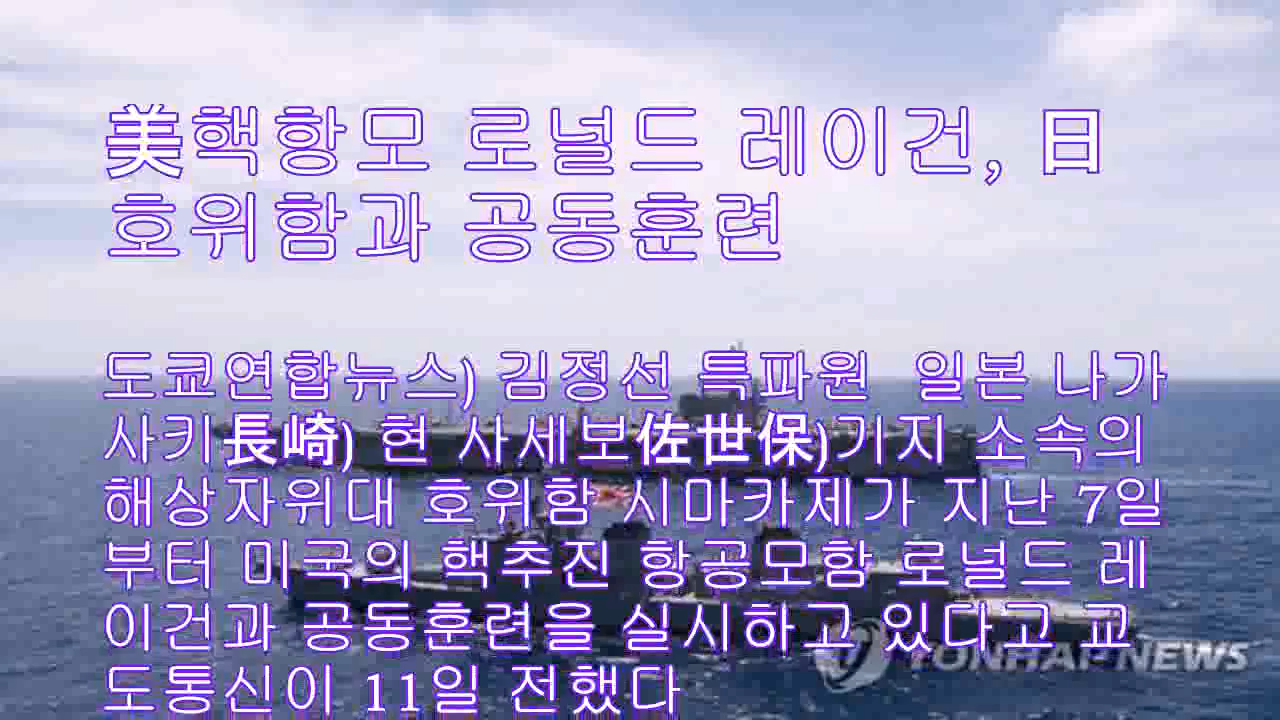 美핵항모 로널드 레이건, 日
호위함과 공동훈련
도쿄연합뉴스) 김정선 특파원 일본 나가
사키長崎) 현 사세보佐世保)기지 소속의
해상자위대 호위함 시마카제가 지난 7일
부터 미국의 핵추진 항공모함 로널드 레
이건과 공동훈련을 실시하고 있다고 교
도통신이 11일 전했다
YONHAP NEWS